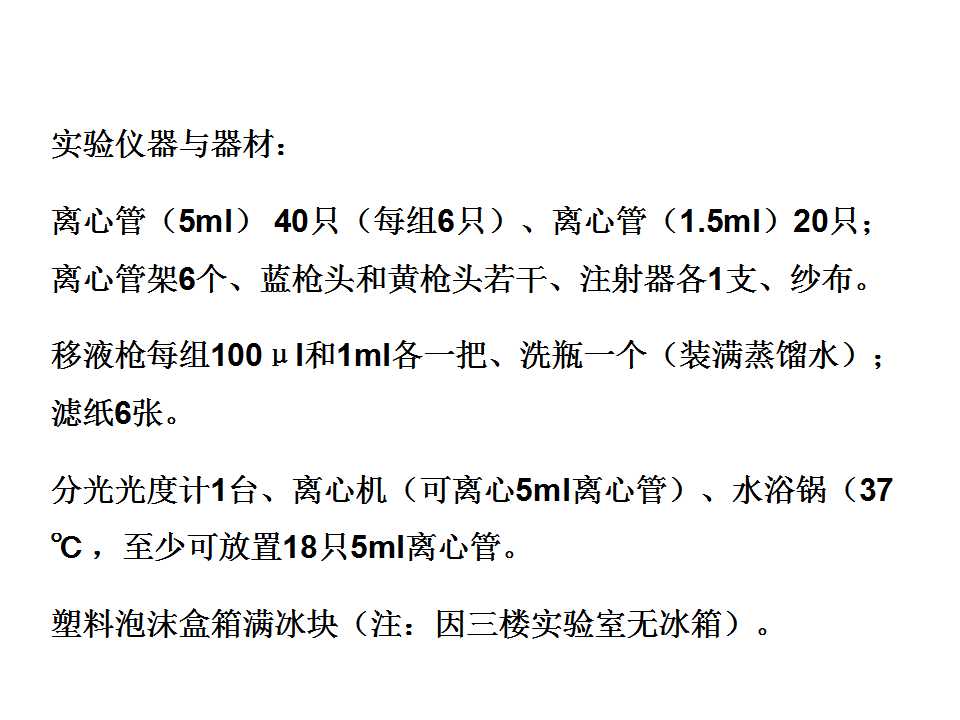 实验仪器与器材：
离心管（5ml） 40只（每组6只）、离心管（1.5ml）20只；
离心管架6个、蓝枪头和黄枪头若干、注射器各1支、纱布。
移液枪每组100μl和1ml各一把、洗瓶一个（装满蒸馏水）；
滤纸6张。
分光光度计1台、离心机（可离心5ml离心管）、水浴锅（37
℃，至少可放置18只5ml离心管。
塑料泡沫盒箱满冰块（注：因三楼实验室无冰箱）。